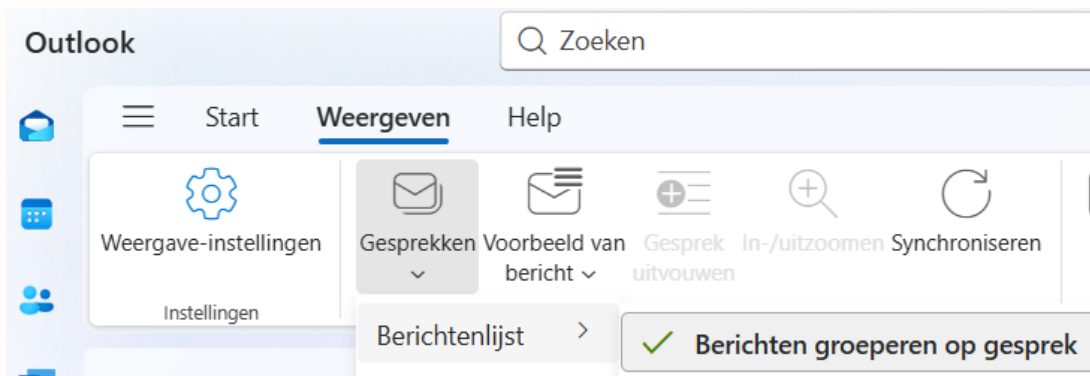 Outlook
Zoeken
Start Weergeven Help
Weergave-instellingen
Gesprekken
Voorbeeld van
bericht
Gesprek
uitvouwen
In-/uitzoomen
Synchroniseren
Instellingen
Berichtenlijst
Berichten groeperen op gesprek